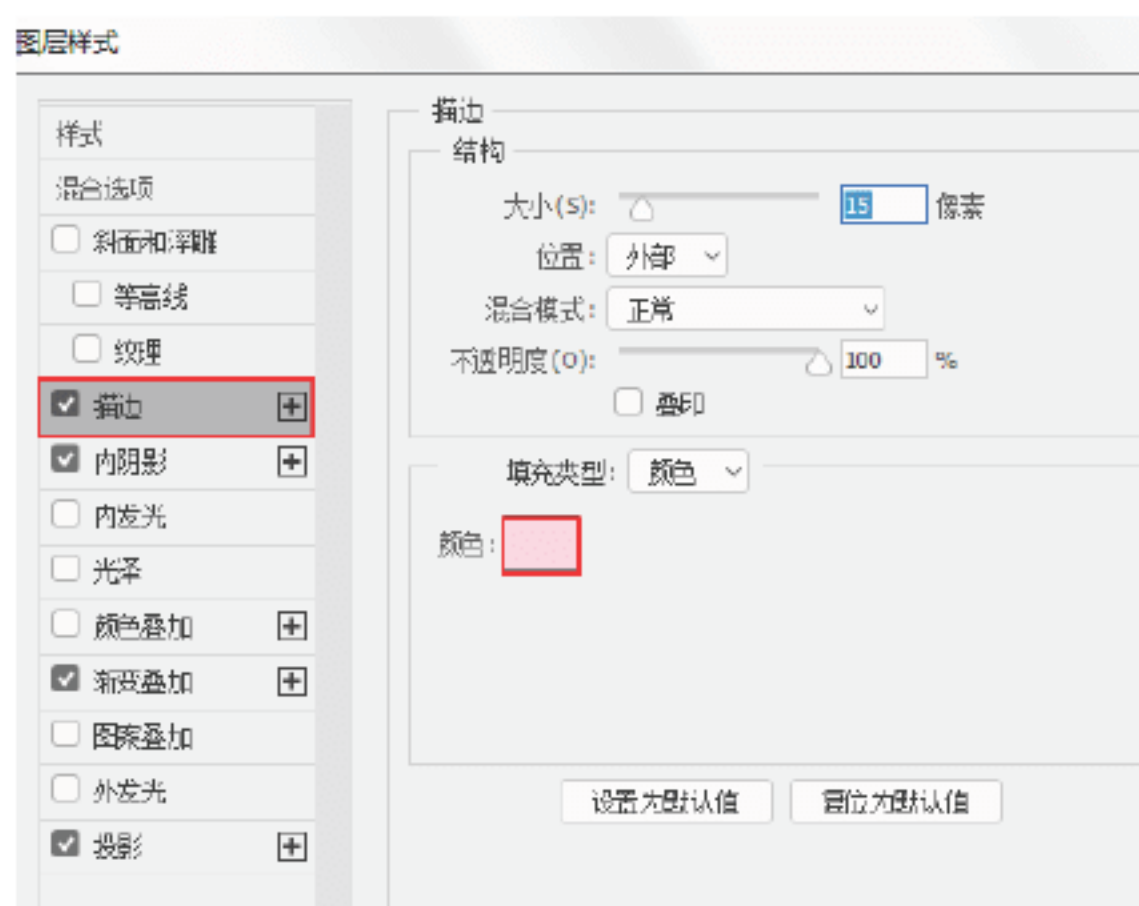 图层样式
样式
混合选项
斜面和浮雕
等高线
纹理
描边
内阴影
内发光
光泽
颜色叠加
渐变叠加
图案叠加
外发光
投影
描边
结构
大小(S): 15 像素
位置: 外部
混合模式: 正常
不透明度(O): 100 %
叠印
填充类型: 颜色
颜色:
设置为默认值 复位为默认值